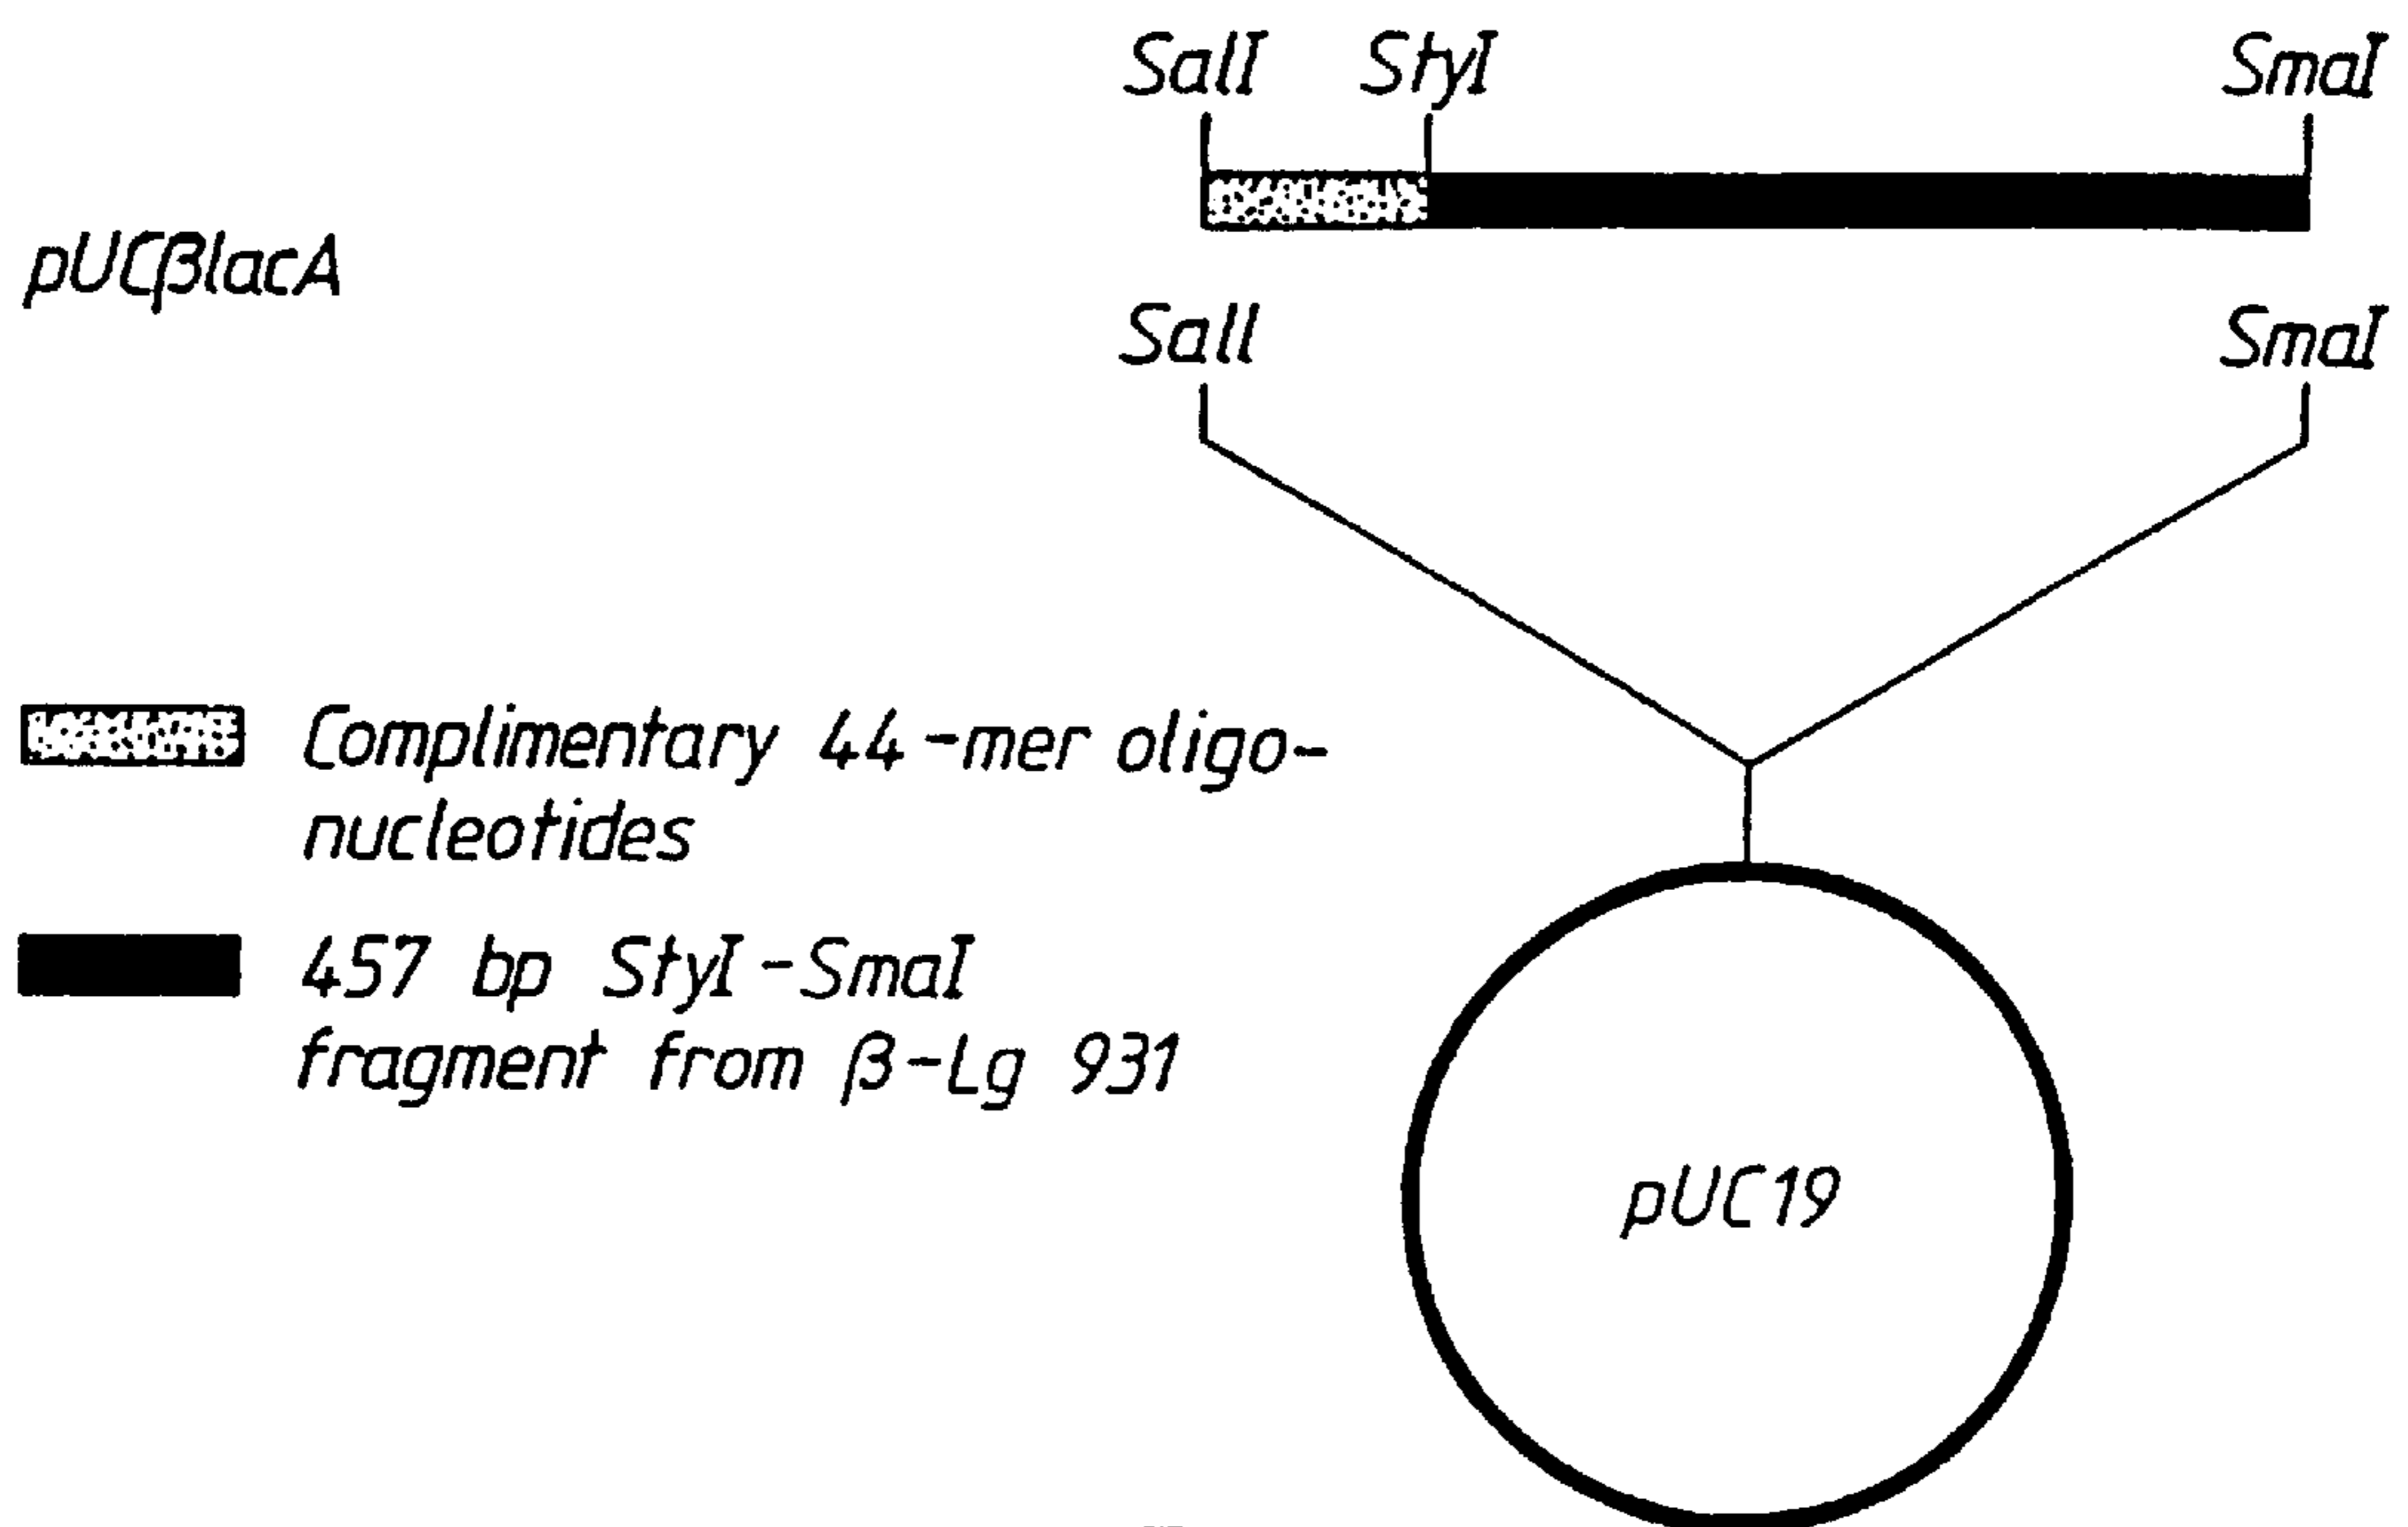 SalI StyI SmaI
pUCβlacA
SalI SmaI
Complimentary 44-mer oligo-
nucleotides
457 bp StyI-SmaI
fragment from β-Lg 931
pUC19